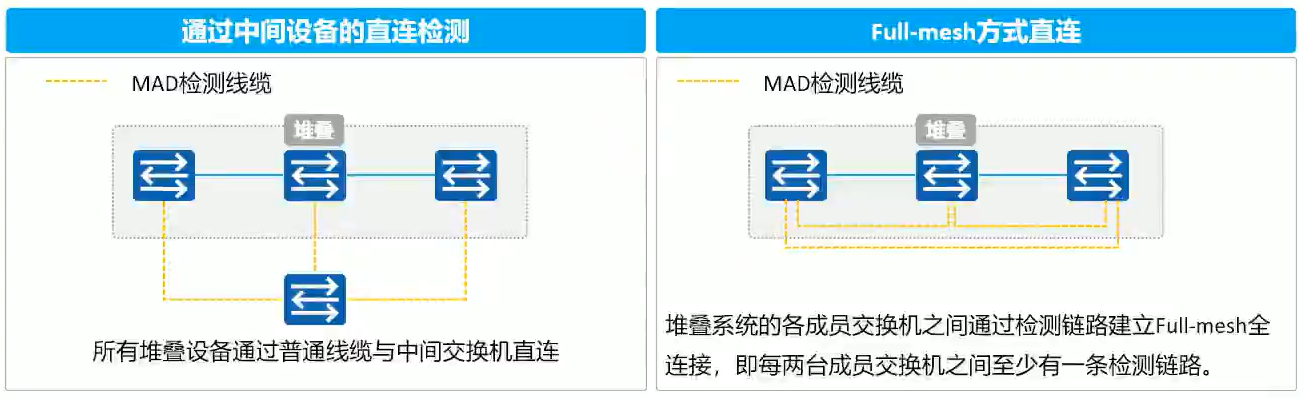 通过中间设备的直连检测
MAD检测线缆
堆叠
所有堆叠设备通过普通线缆与中间交换机直连
Full-mesh方式直连
MAD检测线缆
堆叠
堆叠系统的各成员交换机之间通过检测链路建立Full-mesh全
连接，即每两台成员交换机之间至少有一条检测链路。